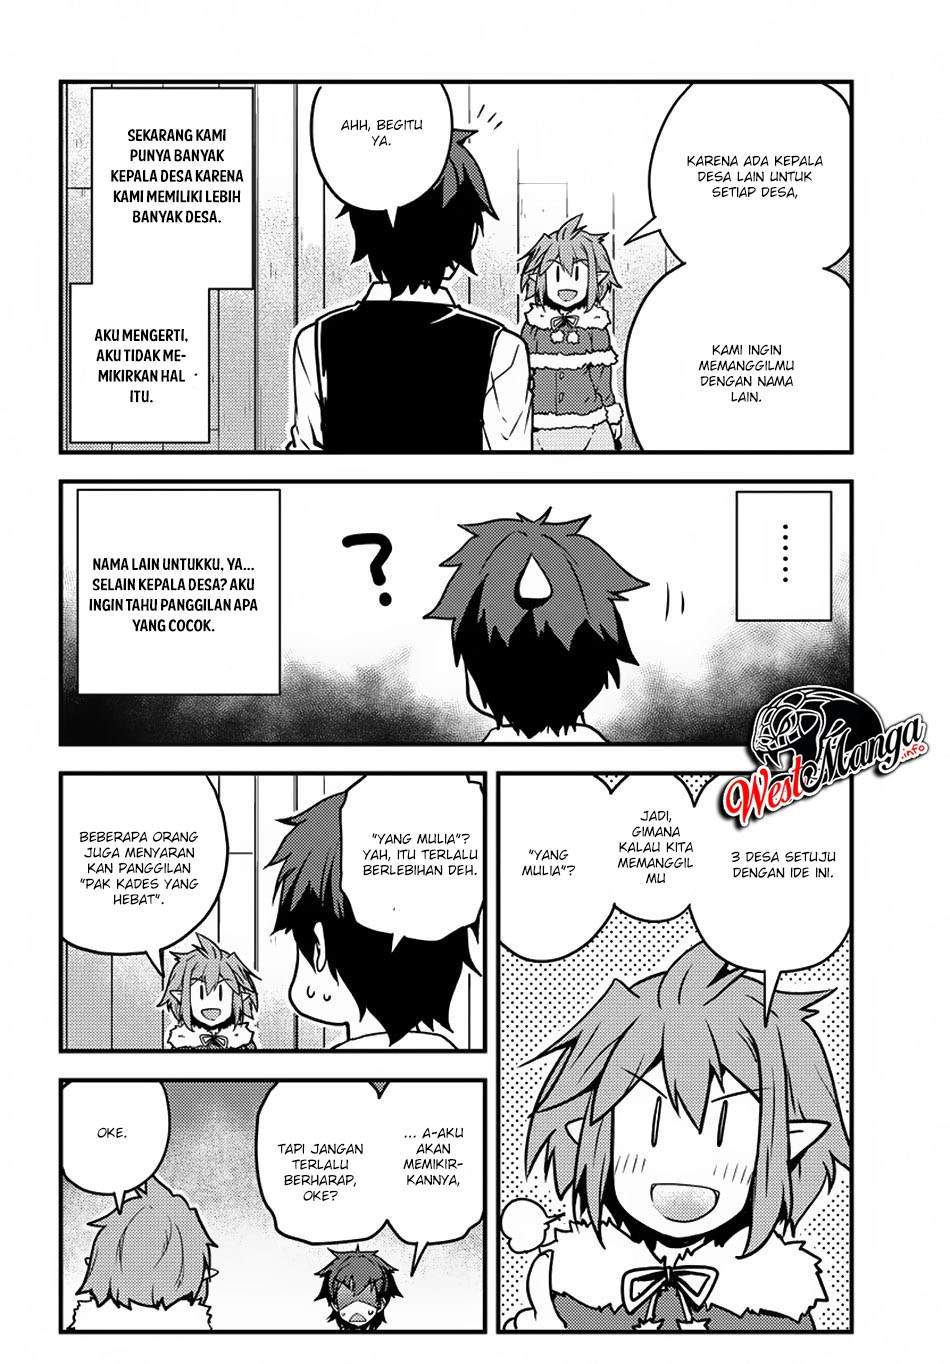 KARENA ADA KEPALA
DESA LAIN UNTUK
SETIAP DESA,
KAMI INGIN
MEMANGGILMU
DENGAN NAMA
LAIN.
AHH, BEGITU
YA.
SEKARANG KAMI
PUNYA BANYAK
KEPALA DESA KARENA
KAMI MEMILIKI LEBIH
BANYAK DESA.
AKU MENGERTI,
AKU TIDAK ME-
MIKIRKAN HAL
ITU.
......
?
NAMA LAIN UNTUKKU, YA...
SELAIN KEPALA DESA? AKU
INGIN TAHU PANGGILAN APA
YANG COCOK.
WestManga
.info
3 DESA SETUJU
DENGAN IDE INI.
JADI,
GIMANA
KALAU KITA
MEMANGGIL
MU
"YANG
MULIA"?
"YANG MULIA"?
YAH, ITU TERLALU
BERLEBIHAN DEH.
BEBERAPA ORANG
JUGA MENYARAN
KAN PANGGILAN
"PAK KADES YANG
HEBAT".
... A-AKU
AKAN
MEMIKIR-
KANNYA,
TAPI JANGAN
TERLALU
BERHARAP,
OKE?
OKE.